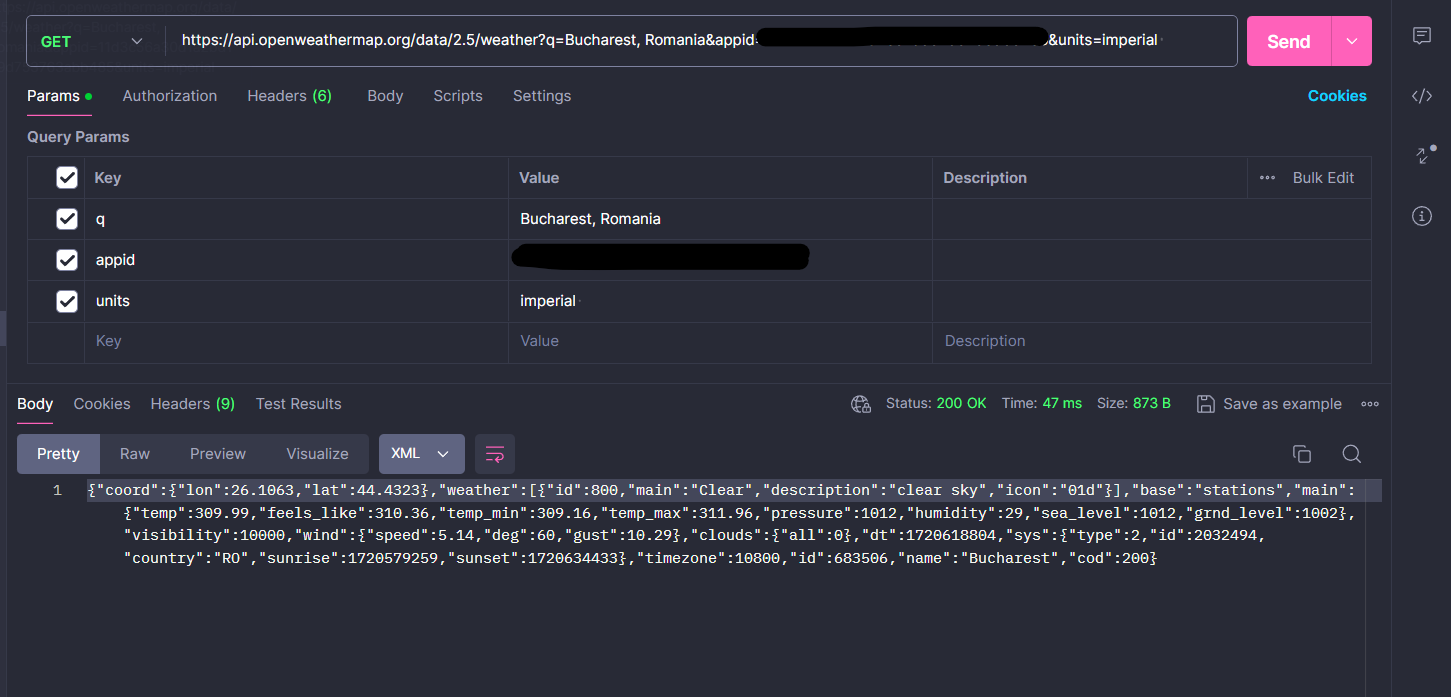 GET https://api.openweathermap.org/data/2.5/weather?q=Bucharest, Romania&appid= &units=imperial Send
Params Authorization Headers (6) Body Scripts Settings Cookies
Query Params
Key Value Description Bulk Edit
q Bucharest, Romania
appid
units imperial
Key Value Description
Body Cookies Headers (9) Test Results Status: 200 OK Time: 47 ms Size: 873 B Save as example
Pretty Raw Preview Visualize XML
1 {"coord":{"lon":26.1063,"lat":44.4323},"weather":[{"id":800,"main":"Clear","description":"clear sky","icon":"01d"}],"base":"stations","main":
{"temp":309.99,"feels_like":310.36,"temp_min":309.16,"temp_max":311.96,"pressure":1012,"humidity":29,"sea_level":1012,"grnd_level":1002},
"visibility":10000,"wind":{"speed":5.14,"deg":60,"gust":10.29},"clouds":{"all":0},"dt":1720618804,"sys":{"type":2,"id":2032494,
"country":"RO","sunrise":1720579259,"sunset":1720634433},"timezone":10800,"id":683506,"name":"Bucharest","cod":200}